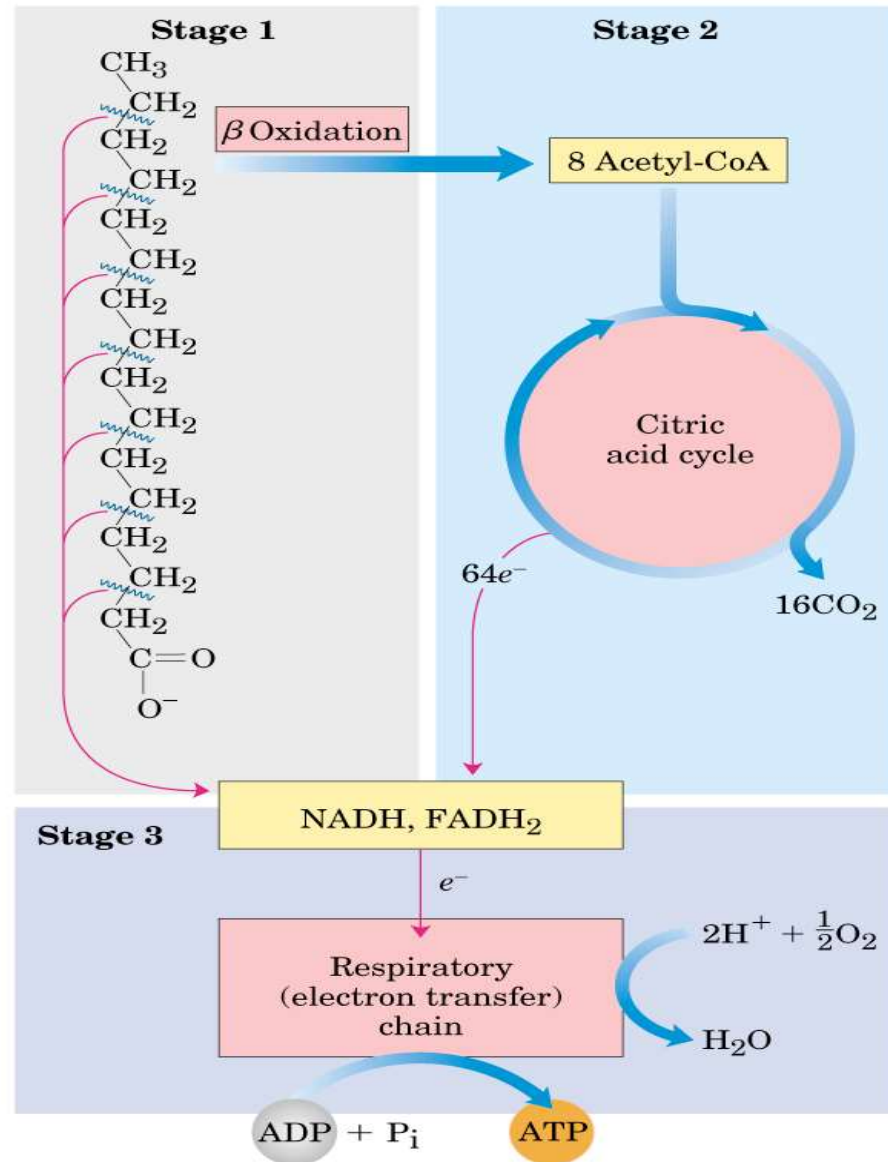 Stage 1
CH₃
CH₂
CH₂
CH₂
CH₂
CH₂
CH₂
CH₂
CH₂
CH₂
CH₂
CH₂
CH₂
CH₂
CH₂
C=O
O⁻
β Oxidation
Stage 2
8 Acetyl-CoA
Citric
acid cycle
64e⁻
16CO₂
Stage 3
NADH, FADH₂
e⁻
Respiratory
(electron transfer)
chain
2H⁺ + ½O₂
H₂O
ADP + Pᵢ
ATP